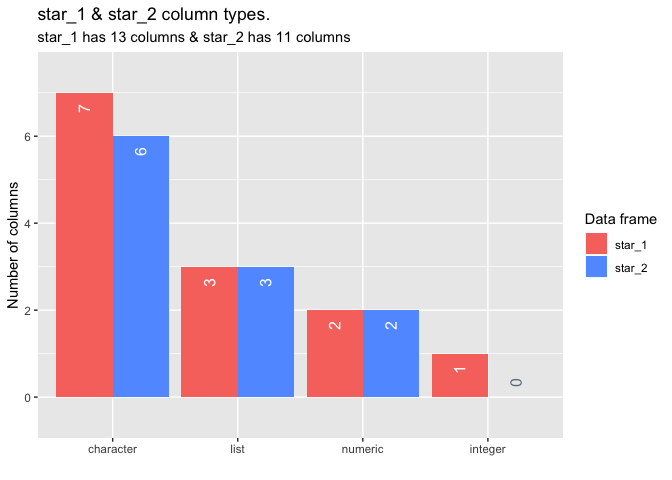 star_1 & star_2 column types.
star_1 has 13 columns & star_2 has 11 columns
Number of columns
6
4
2
0
7
6
3
3
2
2
1
0
character
list
numeric
integer
Data frame
star_1
star_2